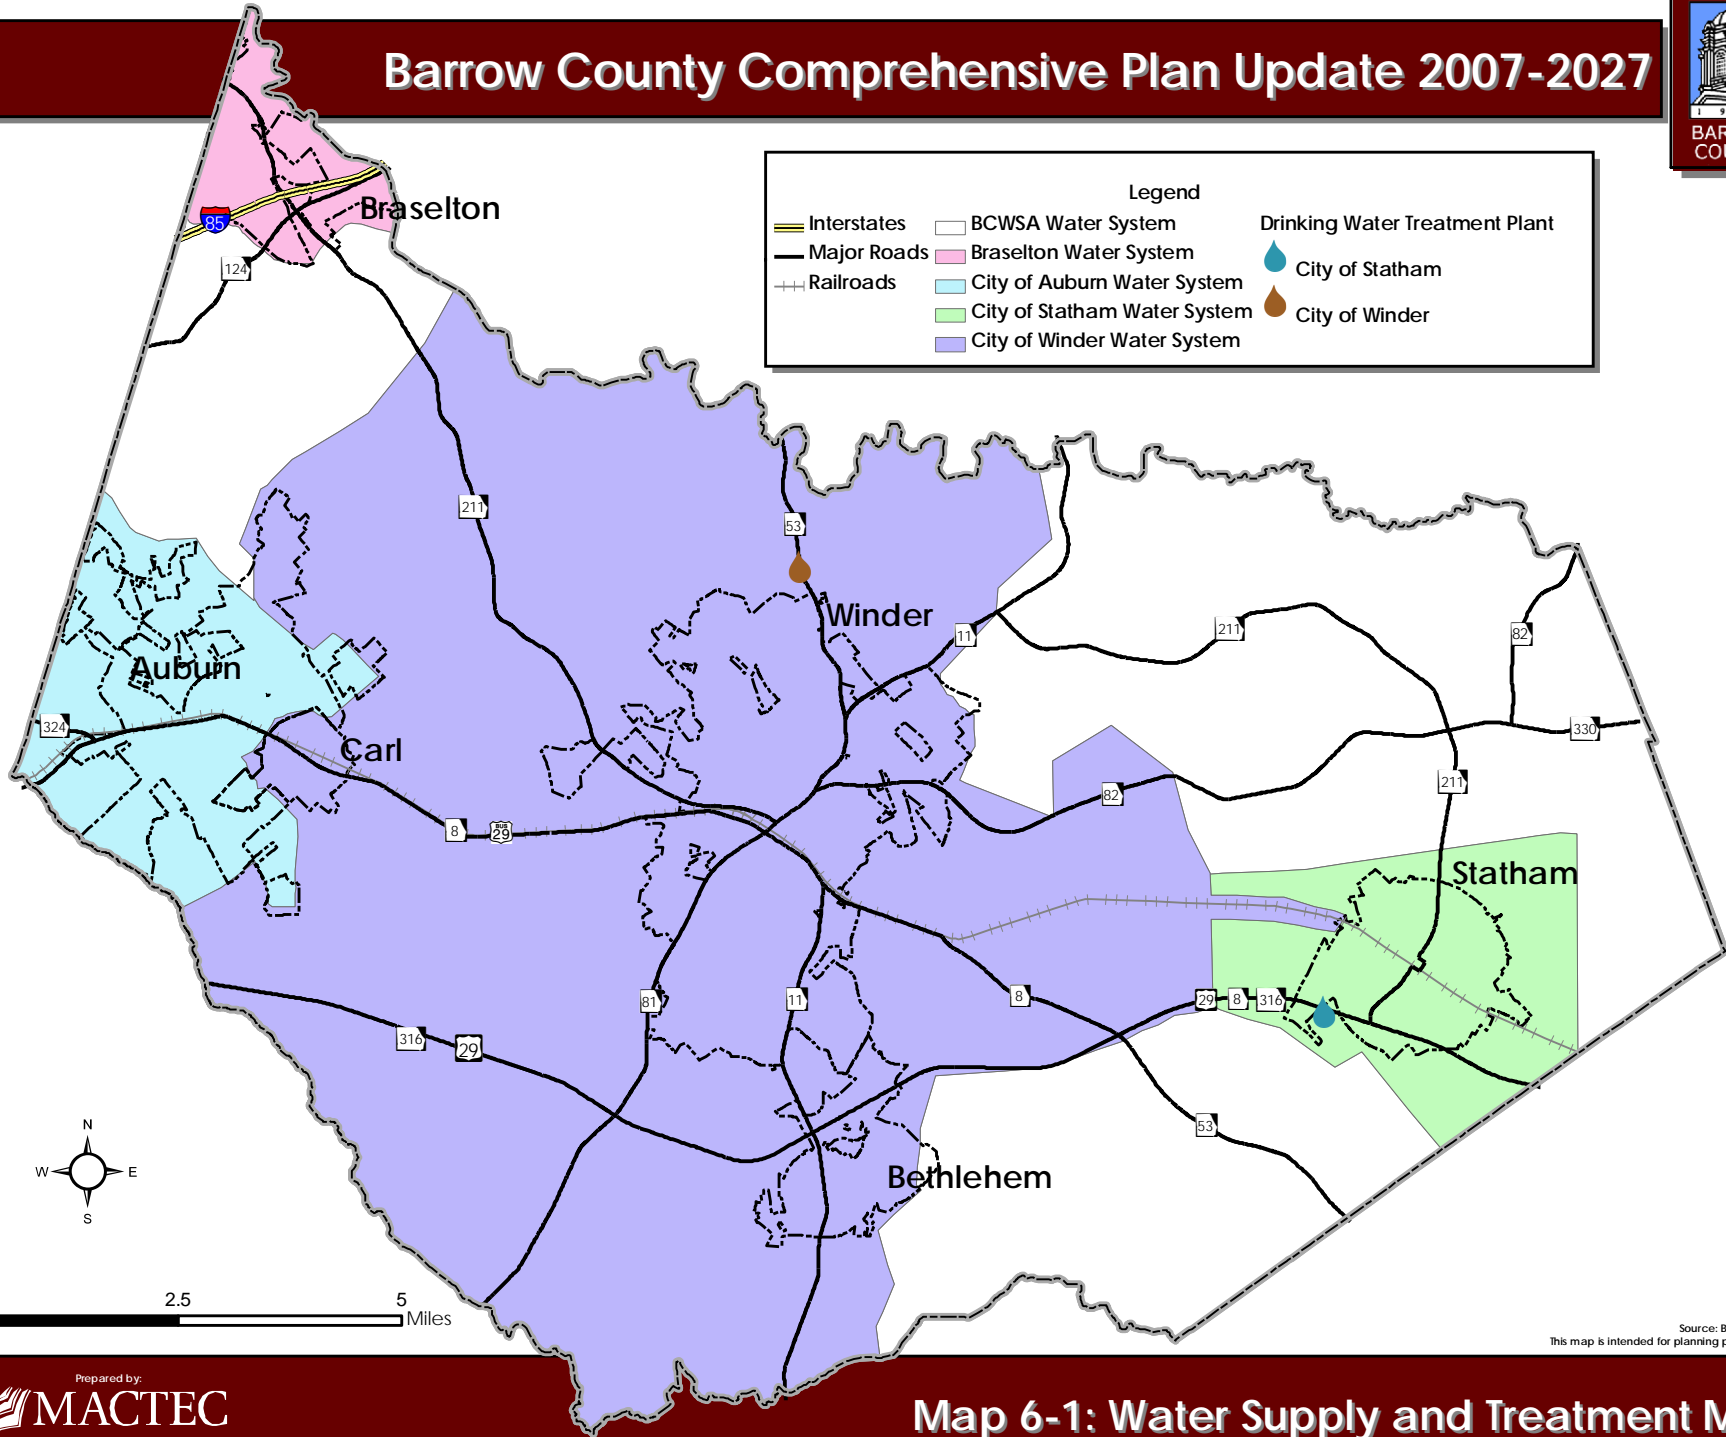 Barrow County Comprehensive Plan Update 2007-2027
Legend
Interstates
Major Roads
Railroads
BCWSA Water System
Braselton Water System
City of Auburn Water System
City of Statham Water System
City of Winder Water System
Drinking Water Treatment Plant
City of Statham
City of Winder
Braselton
85
124
211
53
Winder
11
211
82
Auburn
324
Carl
330
211
82
8
BUS
29
Statham
81
11
8
29
8
316
316
29
53
Bethlehem
N
W
E
S
2.5
5
Miles
Source: B
This map is intended for planning p
Prepared by:
MACTEC
Map 6-1: Water Supply and Treatment M